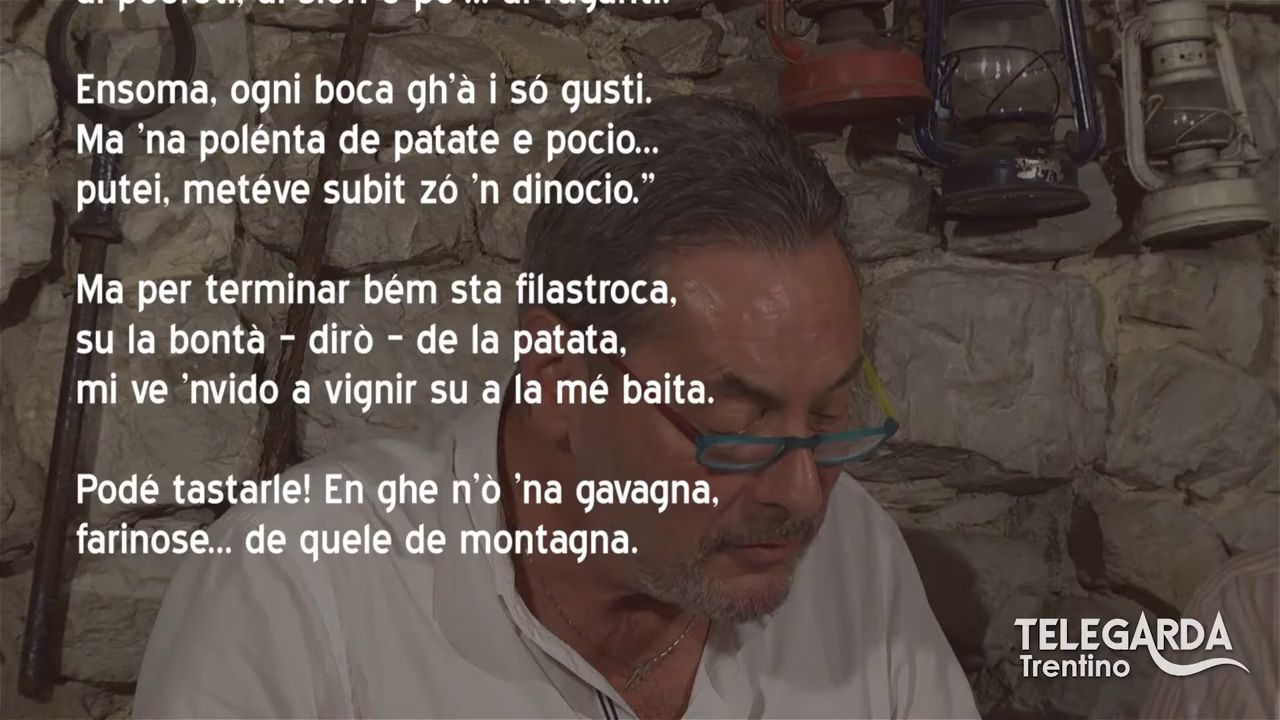 Ensoma, ogni boca gh'à i só gusti.
Ma 'na polénta de patate e pocio...
putei, metéve subit zó 'n dinocio.”
Ma per terminar bém sta filastroca,
su la bontà – dirò – de la patata,
mi ve 'nvido a vignir su a la mé baita.
Podé tastarle! En ghe n'ò 'na gavagna,
farinose... de quele de montagna.
TELEGARDA
Trentino